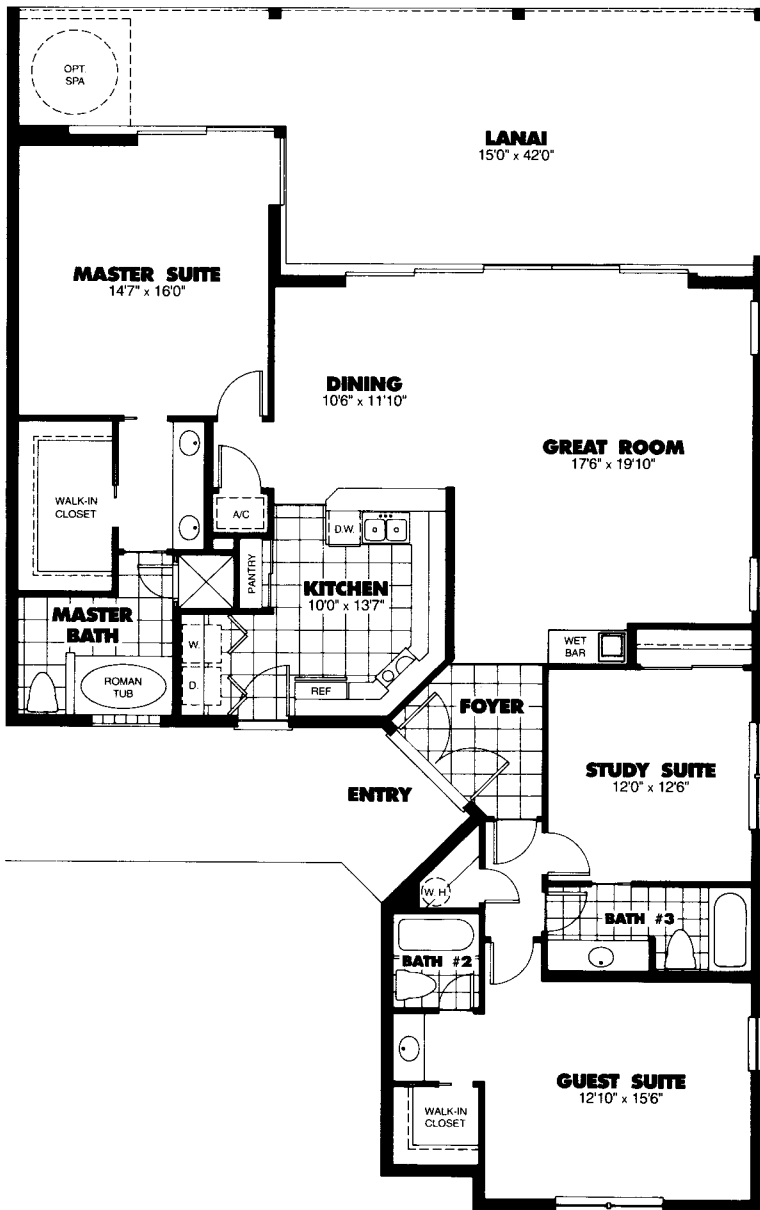 OPT.
SPA
LANAI
15'0" x 42'0"
MASTER SUITE
14'7" x 16'0"
DINING
10'6" x 11'10"
GREAT ROOM
17'6" x 19'10"
WALK-IN
CLOSET
A/C
D.W.
PANTRY
KITCHEN
10'0" x 13'7"
MASTER
BATH
W.
WET
BAR
ROMAN
TUB
D.
REF
FOYER
STUDY SUITE
12'0" x 12'6"
ENTRY
W.H.
BATH #3
BATH #2
GUEST SUITE
12'10" x 15'6"
WALK-IN
CLOSET